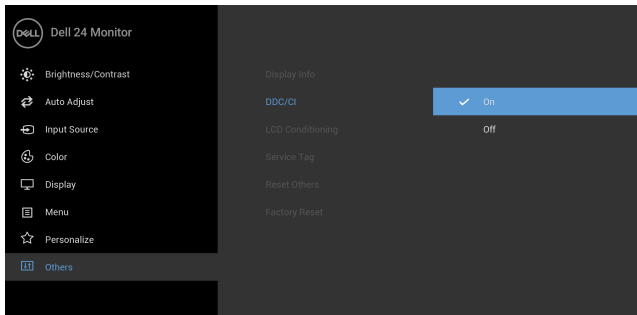 DELL
Dell 24 Monitor
Brightness/Contrast
Auto Adjust
Input Source
Color
Display
Menu
Personalize
Others
Display Info
DDC/CI
LCD Conditioning
Service Tag
Reset Others
Factory Reset
On
Off